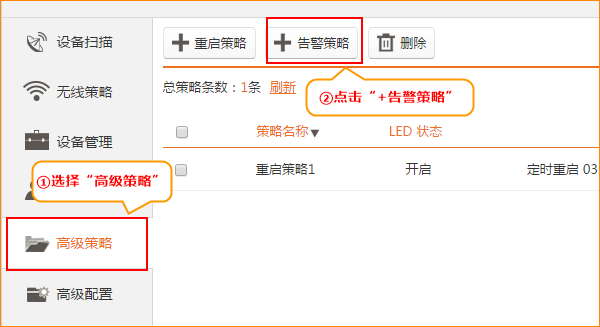 设备扫描
无线策略
设备管理
①选择“高级策略”
高级策略
高级配置
重启策略
告警策略
删除
总策略条数：1条 刷新
②点击“+告警策略”
策略名称▼ LED 状态
重启策略1 开启 定时重启 03